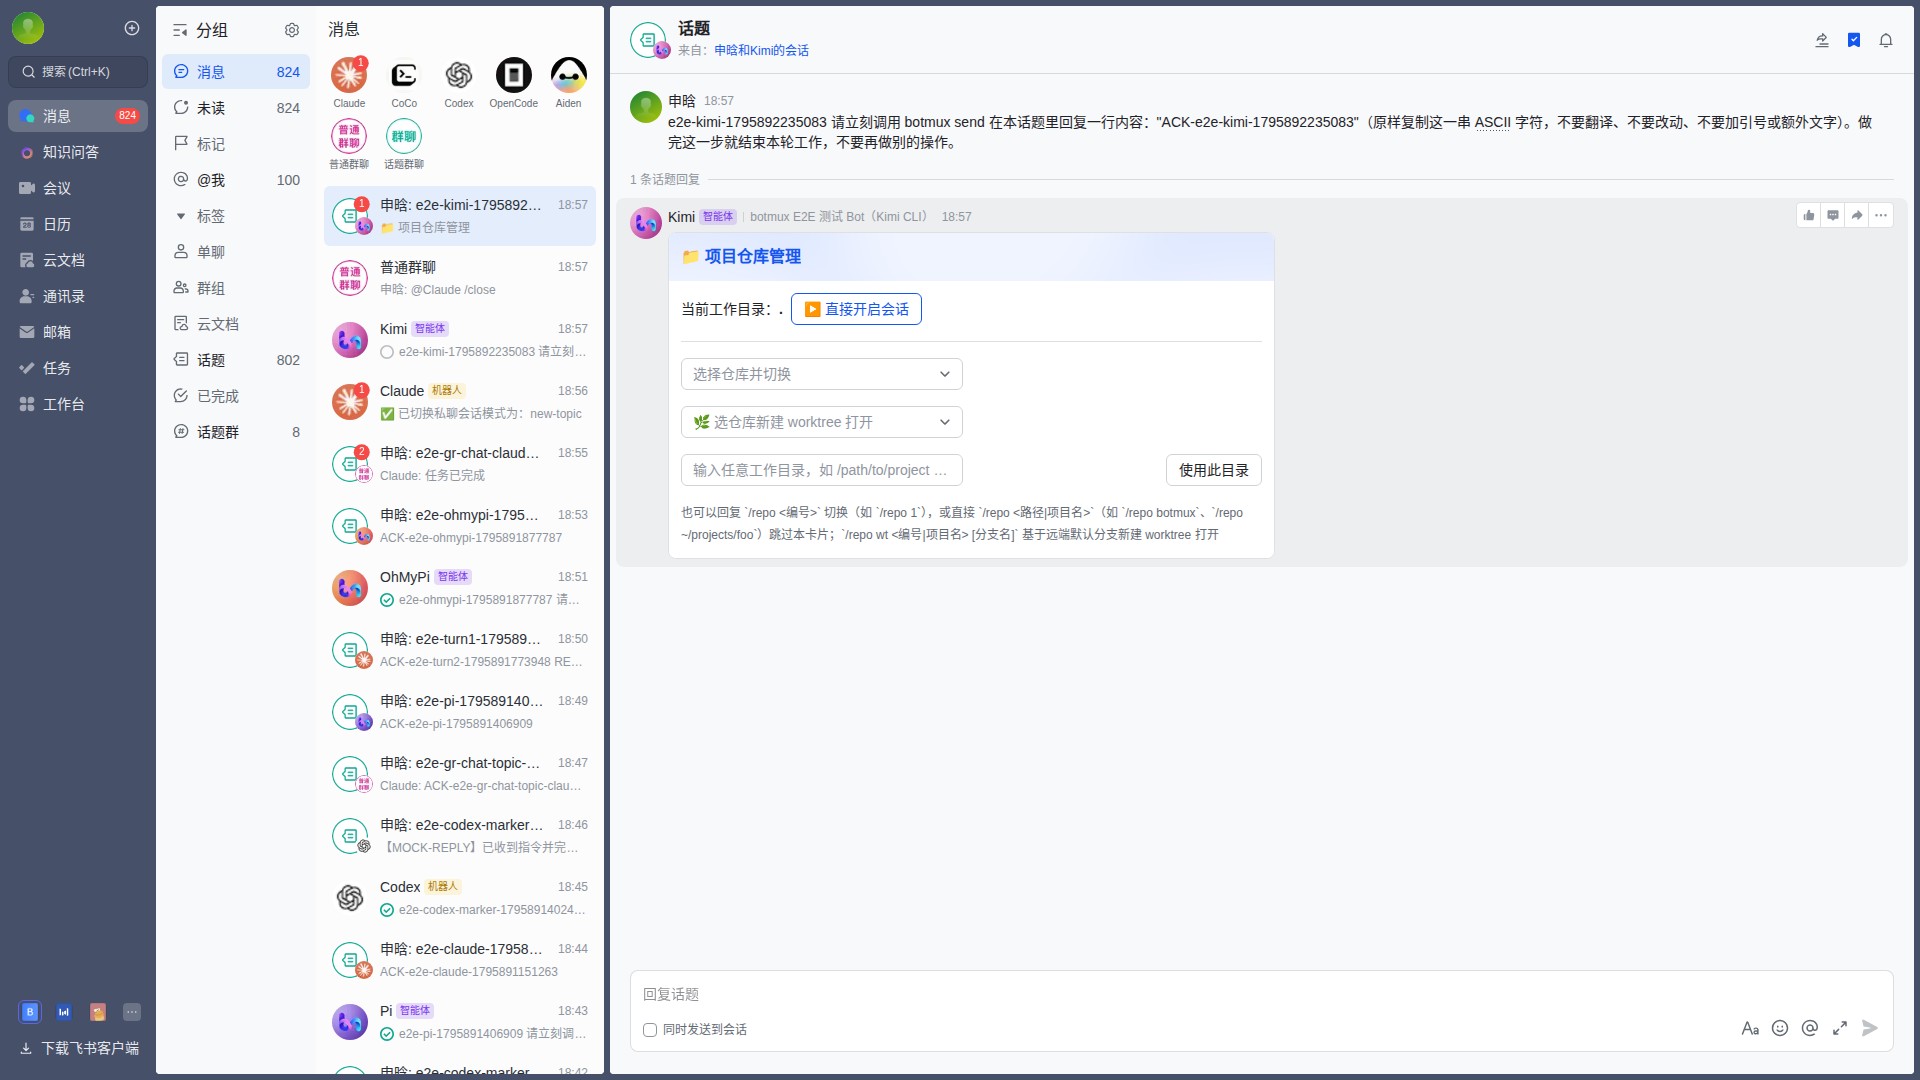 搜索 (Ctrl+K)
消息 824
知识问答
会议
日历
云文档
通讯录
邮箱
任务
工作台
下载飞书客户端
分组
消息 824
未读 824
标记
@我 100
标签
单聊
群组
云文档
话题 802
已完成
话题群 8
消息
1
Claude CoCo Codex OpenCode Aiden
普通群聊 群聊
普通群聊 话题群聊
1 申晗: e2e-kimi-1795892... 18:57
📁 项目仓库管理
普通群聊 普通群聊 18:57
申晗: @Claude /close
Kimi 智能体 18:57
e2e-kimi-1795892235083 请立刻...
1 Claude 机器人 18:56
✅ 已切换私聊会话模式为：new-topic
2 申晗: e2e-gr-chat-claud... 18:55
Claude: 任务已完成
申晗: e2e-ohmypi-1795... 18:53
ACK-e2e-ohmypi-1795891877787
OhMyPi 智能体 18:51
e2e-ohmypi-1795891877787 请...
申晗: e2e-turn1-179589... 18:50
ACK-e2e-turn2-1795891773948 RE...
申晗: e2e-pi-179589140... 18:49
ACK-e2e-pi-1795891406909
申晗: e2e-gr-chat-topic-... 18:47
Claude: ACK-e2e-gr-chat-topic-clau...
申晗: e2e-codex-marker... 18:46
【MOCK-REPLY】已收到指令并完...
Codex 机器人 18:45
e2e-codex-marker-17958914024...
申晗: e2e-claude-17958... 18:44
ACK-e2e-claude-1795891151263
Pi 智能体 18:43
e2e-pi-1795891406909 请立刻调...
申晗: e2e-codex-marker... 18:42
话题
来自：申晗和Kimi的会话
申晗 18:57
e2e-kimi-1795892235083 请立刻调用 botmux send 在本话题里回复一行内容："ACK-e2e-kimi-1795892235083"（原样复制这一串 ASCII 字符，不要翻译、不要改动、不要加引号或额外文字）。做
完这一步就结束本轮工作，不要再做别的操作。
1 条话题回复
Kimi 智能体 botmux E2E 测试 Bot（Kimi CLI） 18:57
📁 项目仓库管理
当前工作目录：. ▶️ 直接开启会话
选择仓库并切换
🌿 选仓库新建 worktree 打开
输入任意工作目录，如 /path/to/project ... 使用此目录
也可以回复 `/repo <编号>` 切换（如 `/repo 1`），或直接 `/repo <路径|项目名>`（如 `/repo botmux`、`/repo
~/projects/foo`）跳过本卡片；`/repo wt <编号|项目名> [分支名]` 基于远端默认分支新建 worktree 打开
回复话题
同时发送到会话